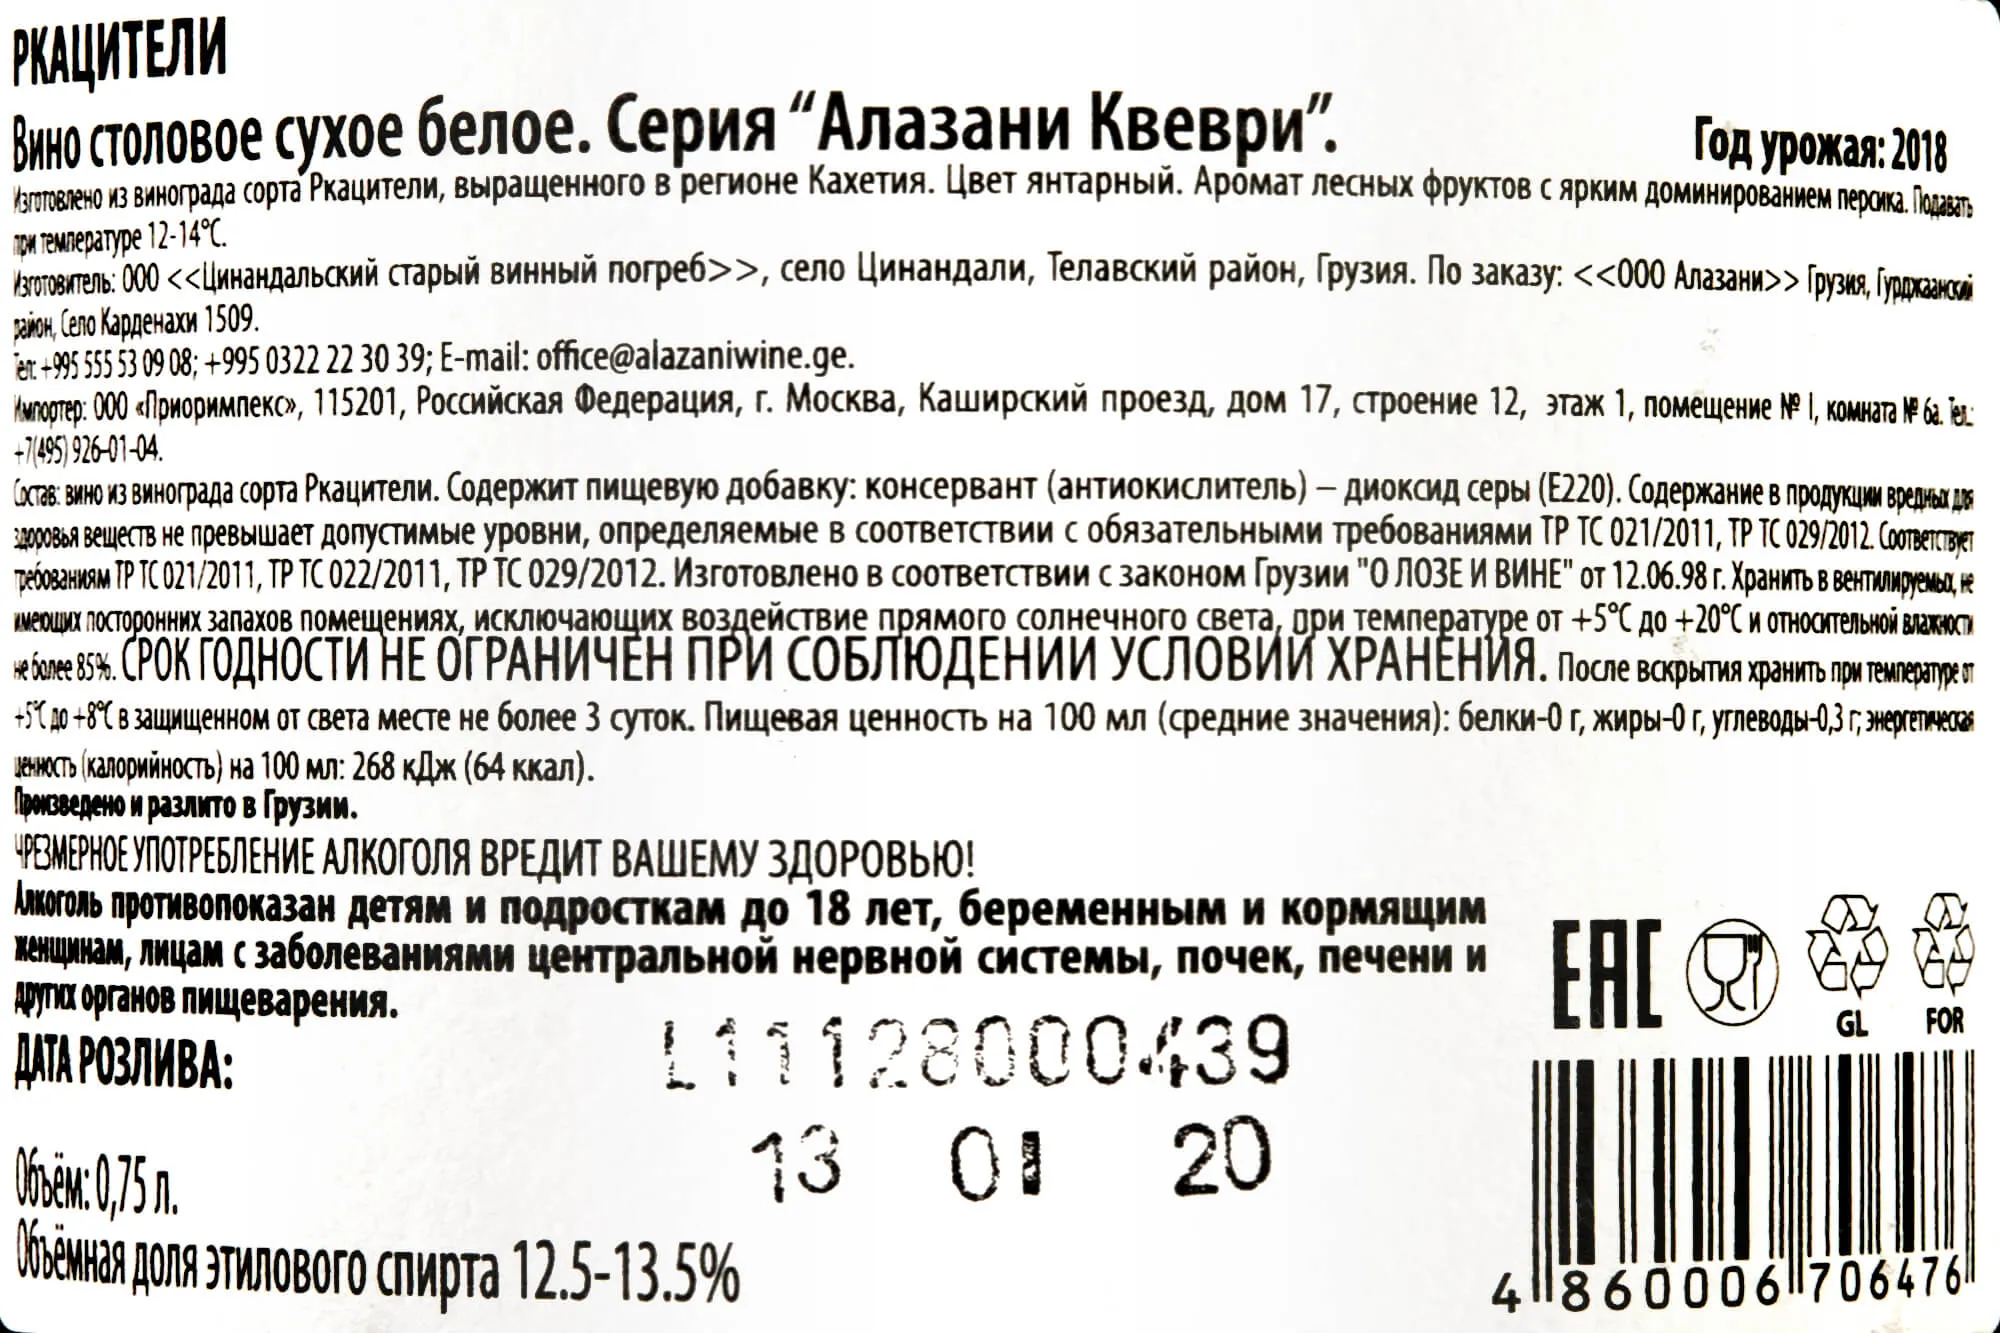 РКАЦИТЕЛИ
Вино столовое сухое белое. Серия “Алазани Квеври”.
Год урожая: 2018
Изготовлено из винограда сорта Ркацители, выращенного в регионе Кахетия. Цвет янтарный. Аромат лесных фруктов с ярким доминированием персика. Подавать
при температуре 12-14°С.
Изготовитель: ООО <<Цинандальский старый винный погреб>>, село Цинандали, Телавский район, Грузия. По заказу: <<ООО Алазани>> Грузия, Гурджаанский
район, Село Карденахи 1509.
Тел: +995 555 53 09 08; +995 0322 22 30 39; E-mail: office@alazaniwine.ge.
Импортер: ООО «Приоримпекс», 115201, Российская Федерация, г. Москва, Каширский проезд, дом 17, строение 12, этаж 1, помещение № I, комната № 6а. Тел.:
+7(495) 926-01-04.
Состав: вино из винограда сорта Ркацители. Содержит пищевую добавку: консервант (антиокислитель) – диоксид серы (Е220). Содержание в продукции вредных для
здоровья веществ не превышает допустимые уровни, определяемые в соответствии с обязательными требованиями ТР ТС 021/2011, ТР ТС 029/2012. Соответствует
требованиям ТР ТС 021/2011, ТР ТС 022/2011, ТР ТС 029/2012. Изготовлено в соответствии с законом Грузии "О ЛОЗЕ И ВИНЕ" от 12.06.98 г. Хранить в вентилируемых, не
имеющих посторонних запахов помещениях, исключающих воздействие прямого солнечного света, при температуре от +5°С до +20°С и относительной влажности
не более 85%. СРОК ГОДНОСТИ НЕ ОГРАНИЧЕН ПРИ СОБЛЮДЕНИИ УСЛОВИЙ ХРАНЕНИЯ. После вскрытия хранить при температуре от
+5°С до +8°С в защищенном от света месте не более 3 суток. Пищевая ценность на 100 мл (средние значения): белки-0 г, жиры-0 г, углеводы-0,3 г; энергетическая
ценность (калорийность) на 100 мл: 268 кДж (64 ккал).
Произведено и разлито в Грузии.
ЧРЕЗМЕРНОЕ УПОТРЕБЛЕНИЕ АЛКОГОЛЯ ВРЕДИТ ВАШЕМУ ЗДОРОВЬЮ!
Алкоголь противопоказан детям и подросткам до 18 лет, беременным и кормящим
женщинам, лицам с заболеваниями центральной нервной системы, почек, печени и
других органов пищеварения.
EAC
GL
FOR
ДАТА РОЗЛИВА:
L11128000439
13 01 20
Объём: 0,75 л.
Объёмная доля этилового спирта 12.5-13.5%
4 860006 706476